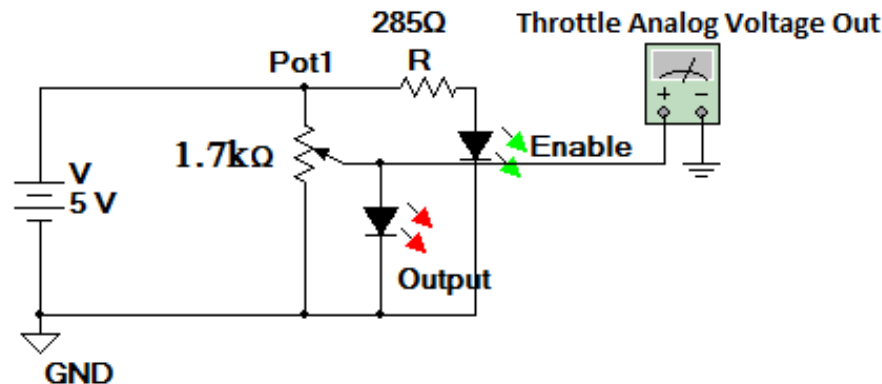 285Ω
Throttle Analog Voltage Out
Pot1
R
+ −
1.7kΩ
Enable
V
5 V
Output
GND